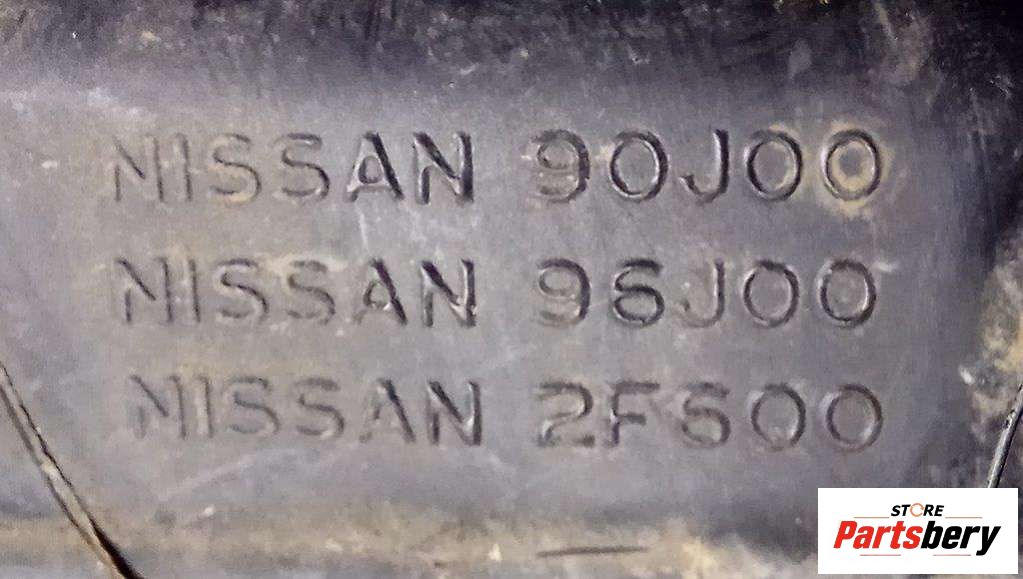 NISSAN 90J00
NISSAN 96J00
NISSAN 2F600
STORE
Partsbery